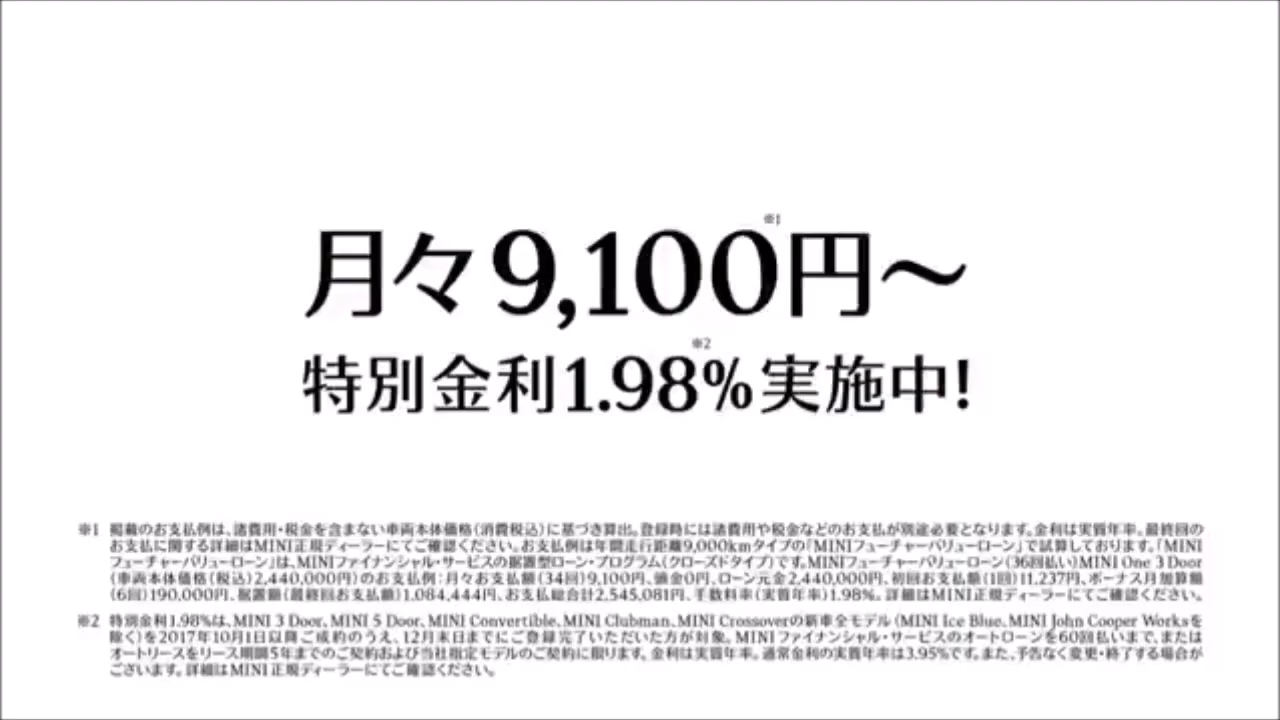 月々9,100円～※1
特別金利1.98%※2実施中!
※1 掲載のお支払例は、諸費用・税金を含まない車両本体価格（消費税込）に基づき算出。登録時には諸費用や税金などのお支払が別途必要となります。金利は実質年率。最終回の
お支払に関する詳細はMINI正規ディーラーにてご確認ください。お支払例は年間走行距離9,000kmタイプの「MINIフューチャーバリューローン」で試算しております。「MINI
フューチャーバリューローン」は、MINIファイナンシャル・サービスの据置型ローン・プログラム（クローズドタイプ）です。MINIフューチャーバリューローン（36回払い）MINI One 3 Door
（車両本体価格（税込）2,440,000円）のお支払例：月々お支払額（34回）9,100円、頭金0円、ローン元金2,440,000円、初回お支払額（1回）11,237円、ボーナス月加算額
（6回）190,000円、据置額（最終回お支払額）1,084,444円、お支払総合計2,545,081円、手数料率（実質年率）1.98%。詳細はMINI正規ディーラーにてご確認ください。
※2 特別金利1.98%は、MINI 3 Door、MINI 5 Door、MINI Convertible、MINI Clubman、MINI Crossoverの新車全モデル（MINI Ice Blue、MINI John Cooper Worksを
除く）を2017年10月1日以降ご成約のうえ、12月末日までにご登録完了いただいた方が対象。MINIファイナンシャル・サービスのオートローンを60回払いまで、または
オートリースをリース期間5年までのご契約および当社指定モデルのご契約に限ります。金利は実質年率。通常金利の実質年率は3.95%です。また、予告なく変更・終了する場合が
ございます。詳細はMINI正規ディーラーにてご確認ください。